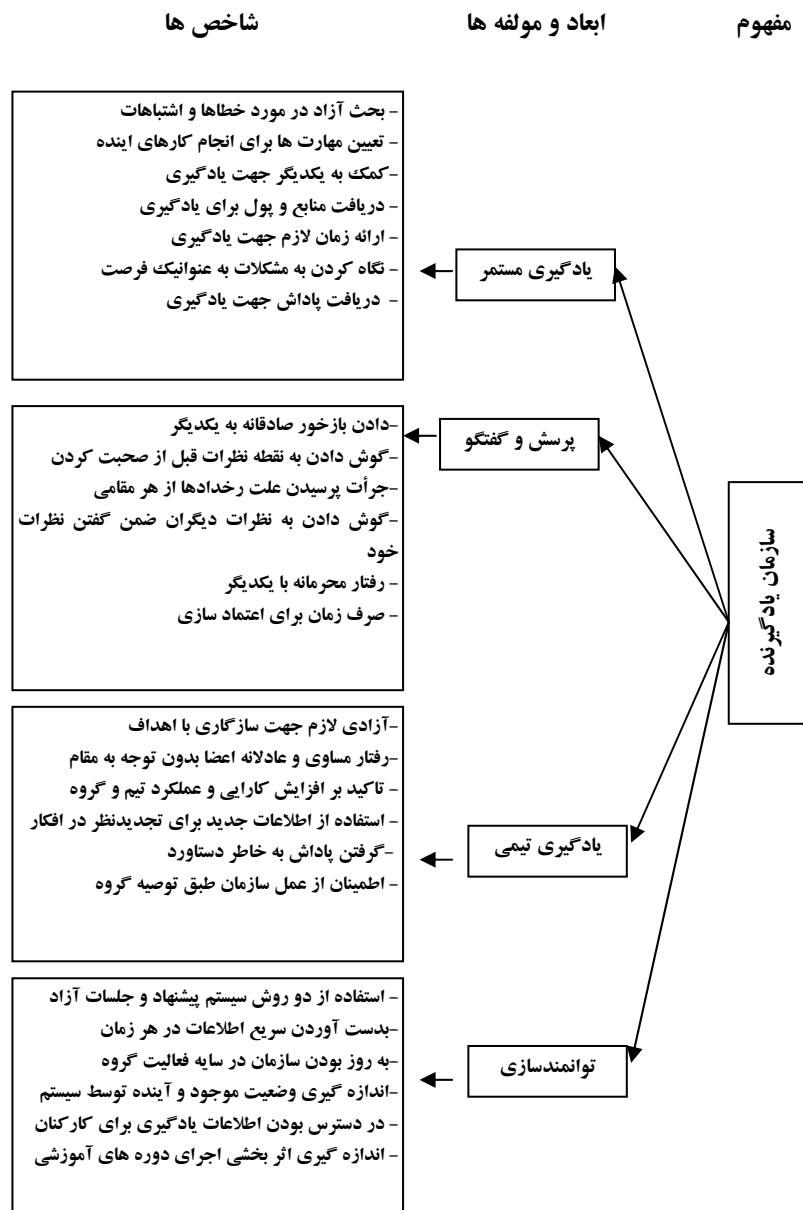 مفهوم
ابعاد و مولفه ها
شاخص ها
سازمان یادگیرنده
یادگیری مستمر
- بحث آزاد در مورد خطاها و اشتباهات
- تعیین مهارت ها برای انجام کارهای اینده
-کمک به یکدیگر جهت یادگیری
- دریافت منابع و پول برای یادگیری
- ارائه زمان لازم جهت یادگیری
- نگاه کردن به مشکلات به عنوانیک فرصت
- دریافت پاداش جهت یادگیری
پرسش و گفتگو
-دادن بازخور صادقانه به یکدیگر
-گوش دادن به نقطه نظرات قبل از صحبت کردن
-جرأت پرسیدن علت رخدادها از هر مقامی
-گوش دادن به نظرات دیگران ضمن گفتن نظرات
خود
- رفتار محرمانه با یکدیگر
- صرف زمان برای اعتماد سازی
یادگیری تیمی
-آزادی لازم جهت سازگاری با اهداف
-رفتار مساوی و عادلانه اعضا بدون توجه به مقام
- تاکید بر افزایش کارایی و عملکرد تیم و گروه
- استفاده از اطلاعات جدید برای تجدیدنظر در افکار
-گرفتن پاداش به خاطر دستاورد
- اطمینان از عمل سازمان طبق توصیه گروه
توانمندسازی
- استفاده از دو روش سیستم پیشنهاد و جلسات آزاد
-بدست آوردن سریع اطلاعات در هر زمان
-به روز بودن سازمان در سایه فعالیت گروه
-اندازه گیری وضعیت موجود و آینده توسط سیستم
- در دسترس بودن اطلاعات یادگیری برای کارکنان
- اندازه گیری اثر بخشی اجرای دوره های آموزشی